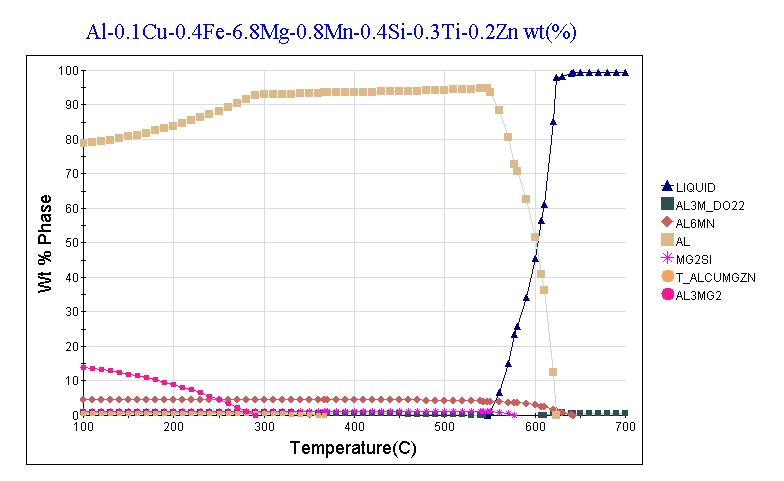 Al-0.1Cu-0.4Fe-6.8Mg-0.8Mn-0.4Si-0.3Ti-0.2Zn wt(%)
100
90
80
70
60
50
40
30
20
10
0
Wt % Phase
100 200 300 400 500 600 700
Temperature(C)
LIQUID
AL3M_DO22
AL6MN
AL
MG2SI
T_ALCUMGZN
AL3MG2